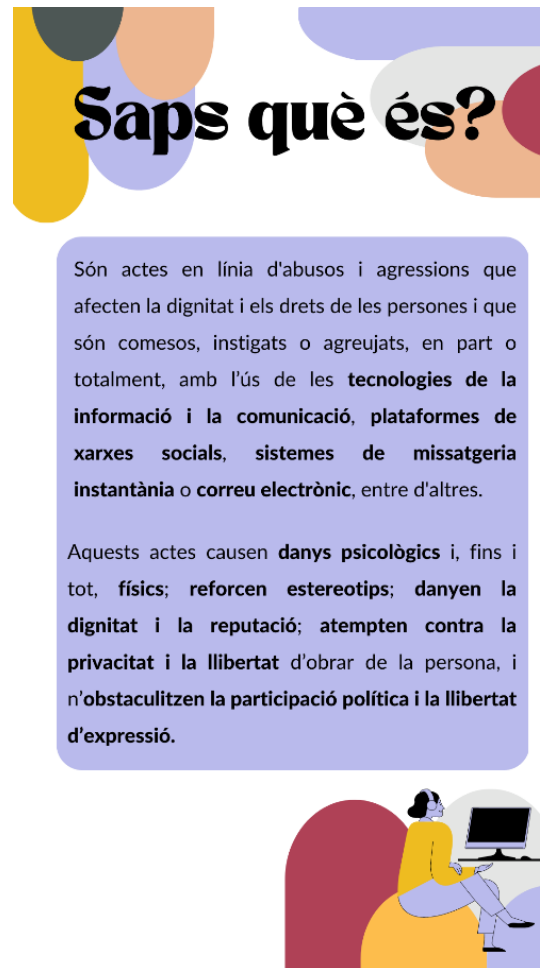 Saps què és?
Són actes en línia d'abusos i agressions que
afecten la dignitat i els drets de les persones i que
són comesos, instigats o agreujats, en part o
totalment, amb l’ús de les tecnologies de la
informació i la comunicació, plataformes de
xarxes socials, sistemes de missatgeria
instantània o correu electrònic, entre d'altres.
Aquests actes causen danys psicològics i, fins i
tot, físics; reforcen estereotips; danyen la
dignitat i la reputació; atempten contra la
privacitat i la llibertat d’obrar de la persona, i
n’obstaculitzen la participació política i la llibertat
d’expressió.